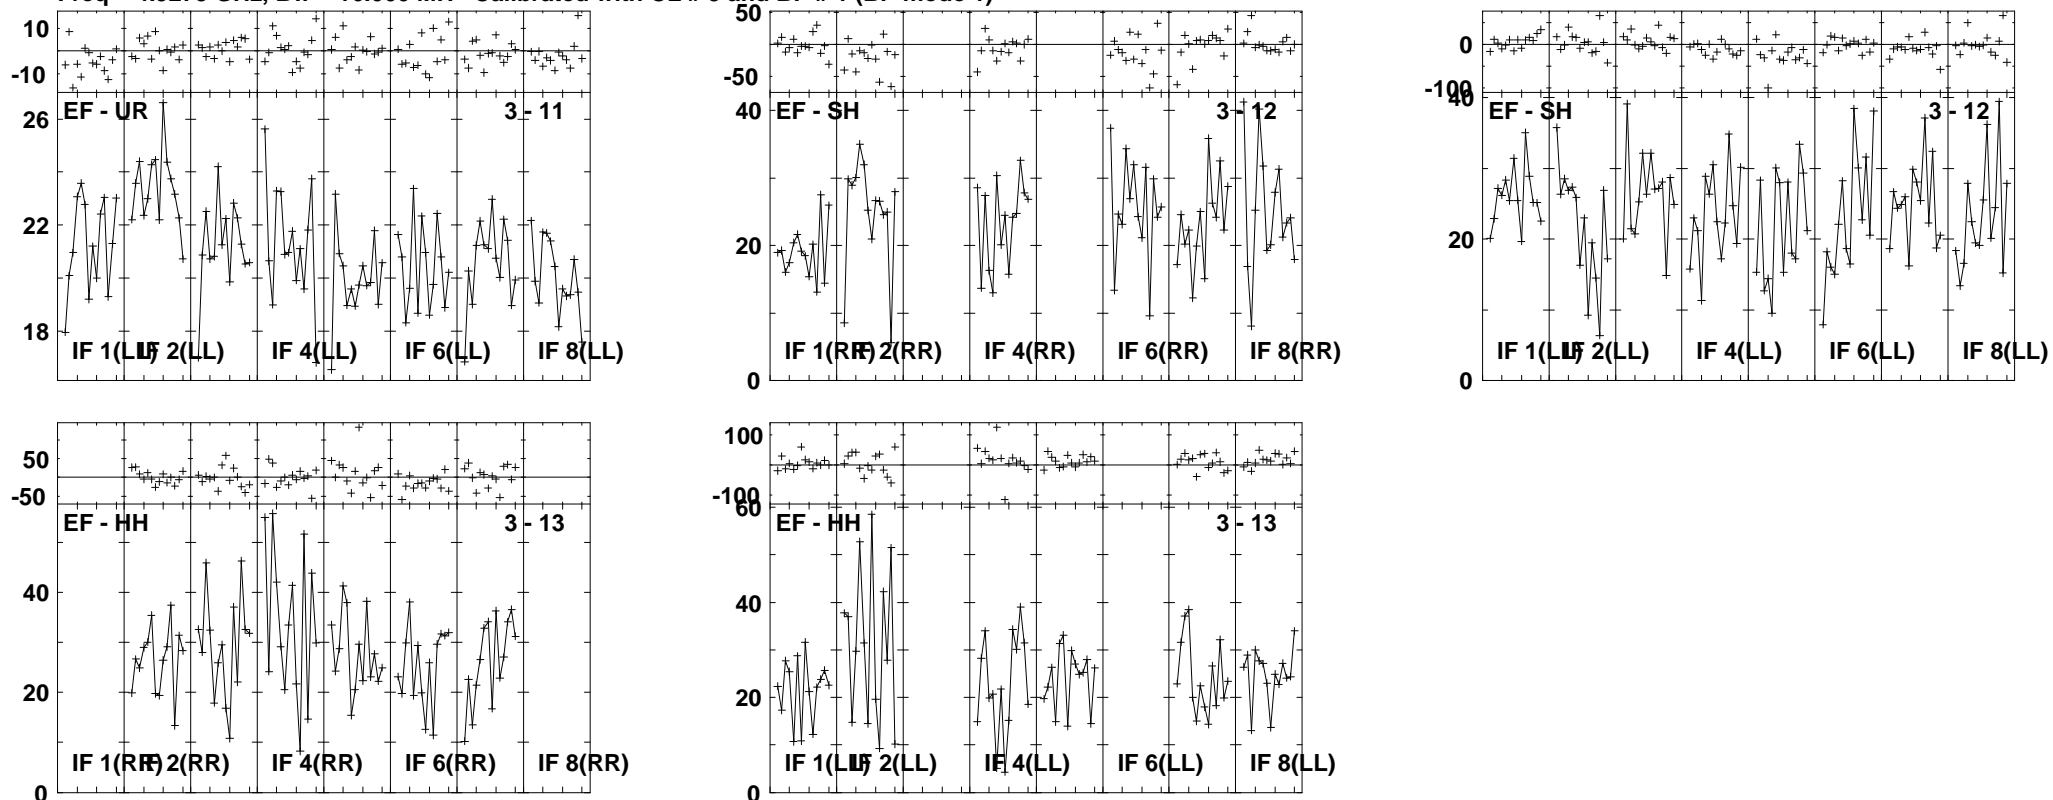 10
-10
EF - UR
3 - 11
26
22
18
IF 1(LL)
IF 2(LL)
IF 4(LL)
IF 6(LL)
IF 8(LL)
50
0
-50
EF - SH
3 - 12
40
20
0
IF 1(RR)
IF 2(RR)
IF 4(RR)
IF 6(RR)
IF 8(RR)
0
-100
EF - SH
3 - 12
40
20
0
IF 1(LL)
IF 2(LL)
IF 4(LL)
IF 6(LL)
IF 8(LL)
50
-50
EF - HH
3 - 13
40
20
0
IF 1(RR)
IF 2(RR)
IF 4(RR)
IF 6(RR)
IF 8(RR)
100
-100
EF - HH
3 - 13
60
40
20
0
IF 1(LL)
IF 2(LL)
IF 4(LL)
IF 6(LL)
IF 8(LL)